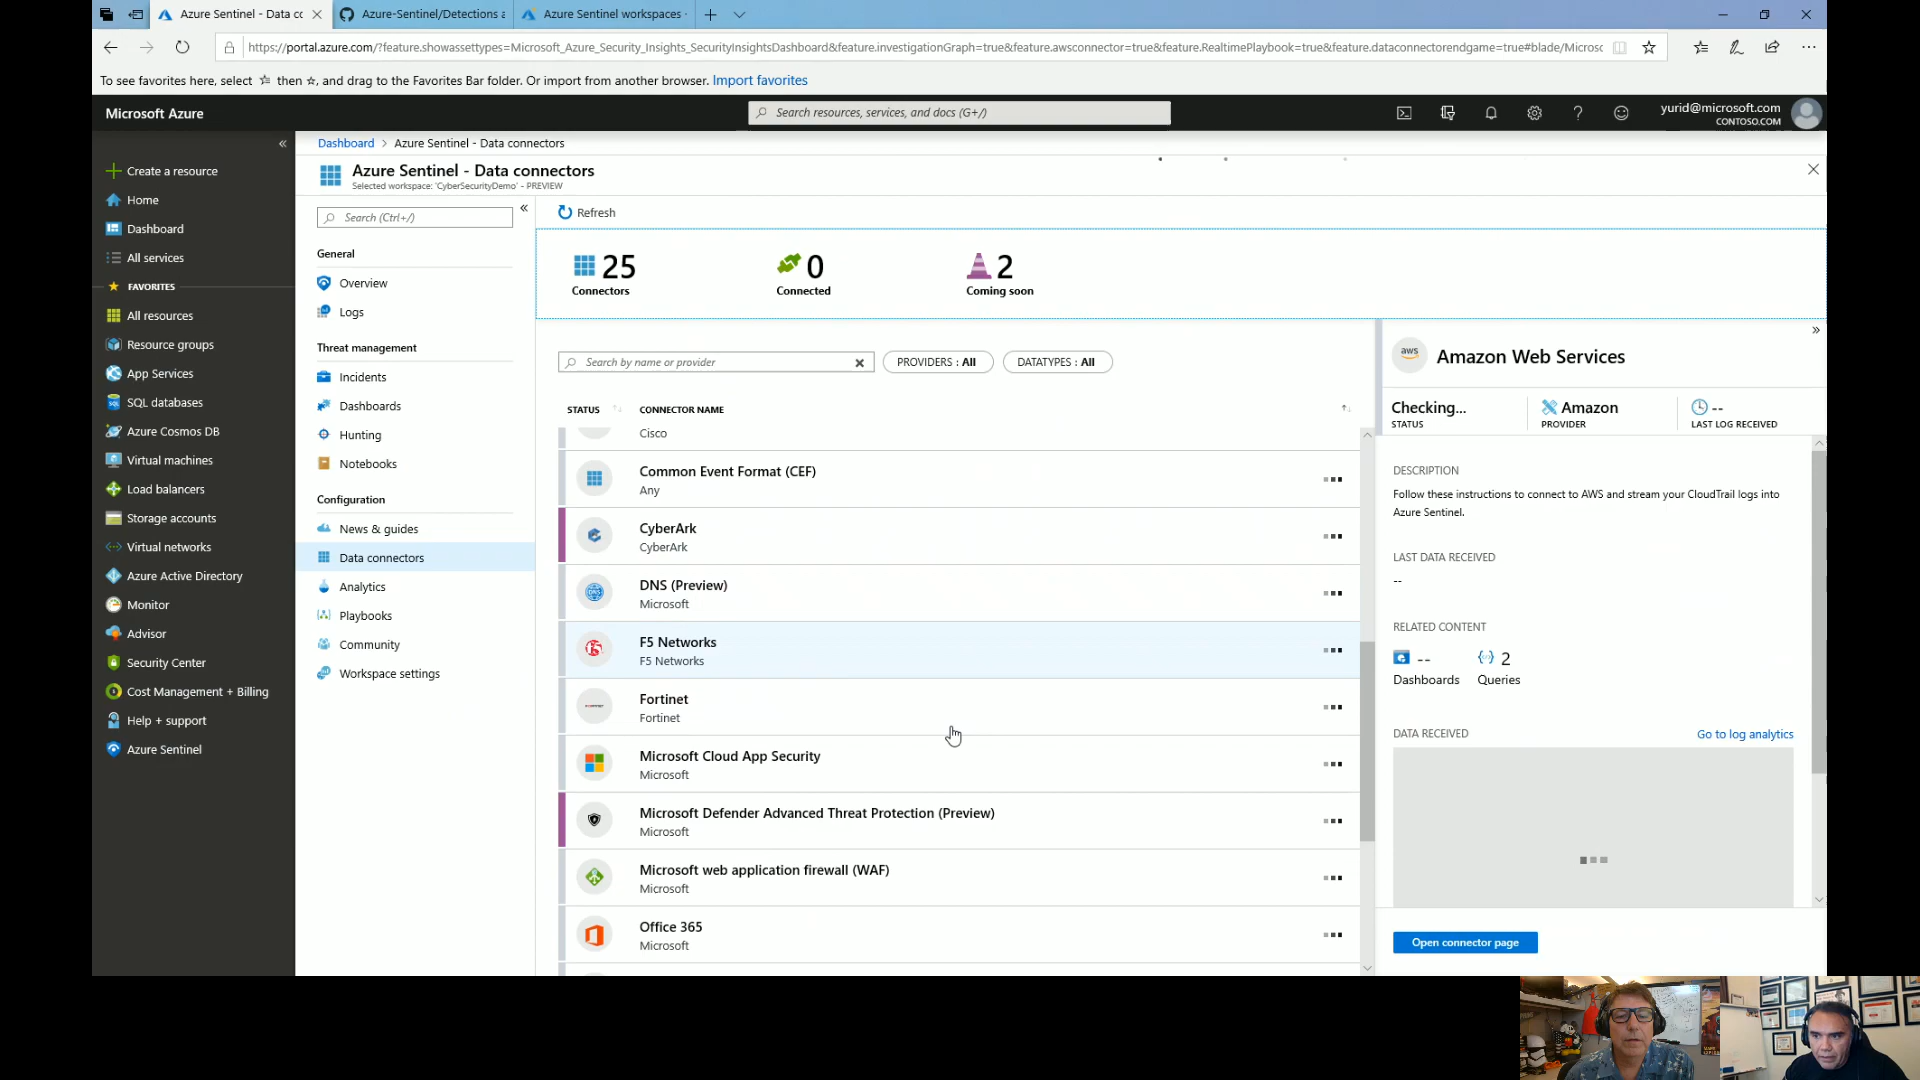 Azure Sentinel - Data co
Azure-Sentinel/Detections a
Azure Sentinel workspaces
https://portal.azure.com/?feature.showassettypes=Microsoft_Azure_Security_Insights_SecurityInsightsDashboard&feature.investigationGraph=true&feature.awsconnector=true&feature.RealtimePlaybook=true&feature.dataconnectorendgame=true#blade/Microsc
To see favorites here, select then ☆, and drag to the Favorites Bar folder. Or import from another browser. Import favorites
Microsoft Azure
Search resources, services, and docs (G+/)
yurid@microsoft.com
CONTOSO.COM
Create a resource
Home
Dashboard
All services
FAVORITES
All resources
Resource groups
App Services
SQL databases
Azure Cosmos DB
Virtual machines
Load balancers
Storage accounts
Virtual networks
Azure Active Directory
Monitor
Advisor
Security Center
Cost Management + Billing
Help + support
Azure Sentinel
Dashboard > Azure Sentinel - Data connectors
Azure Sentinel - Data connectors
Selected workspace: 'CyberSecurityDemo' - PREVIEW
Search (Ctrl+/)
General
Overview
Logs
Threat management
Incidents
Dashboards
Hunting
Notebooks
Configuration
News & guides
Data connectors
Analytics
Playbooks
Community
Workspace settings
Refresh
25
Connectors
0
Connected
2
Coming soon
Search by name or provider
PROVIDERS : All
DATATYPES : All
STATUS
CONNECTOR NAME
Cisco
Common Event Format (CEF)
Any
CyberArk
CyberArk
DNS (Preview)
Microsoft
F5 Networks
F5 Networks
Fortinet
Fortinet
Microsoft Cloud App Security
Microsoft
Microsoft Defender Advanced Threat Protection (Preview)
Microsoft
Microsoft web application firewall (WAF)
Microsoft
Office 365
Microsoft
aws
Amazon Web Services
Checking...
STATUS
Amazon
PROVIDER
--
LAST LOG RECEIVED
DESCRIPTION
Follow these instructions to connect to AWS and stream your CloudTrail logs into
Azure Sentinel.
LAST DATA RECEIVED
--
RELATED CONTENT
--
Dashboards
2
Queries
DATA RECEIVED
Go to log analytics
Open connector page